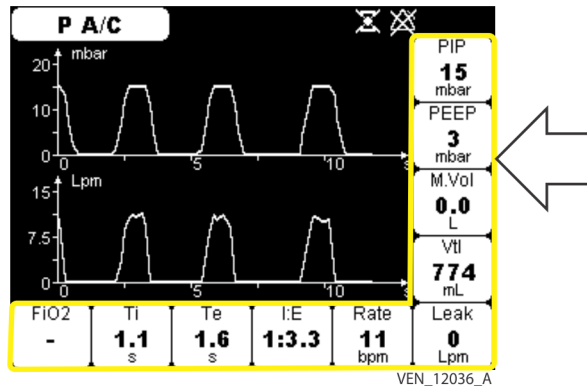 P A/C
mbar
20
10
0
0 5 10 s
Lpm
15
7.5
0
0 5 10 s
PIP
15
mbar
PEEP
3
mbar
M.Vol
0.0
L
Vtl
774
mL
FiO2 Ti Te I:E Rate Leak
- 1.1 1.6 1:3.3 11 0
s s bpm Lpm
VEN_12036_A